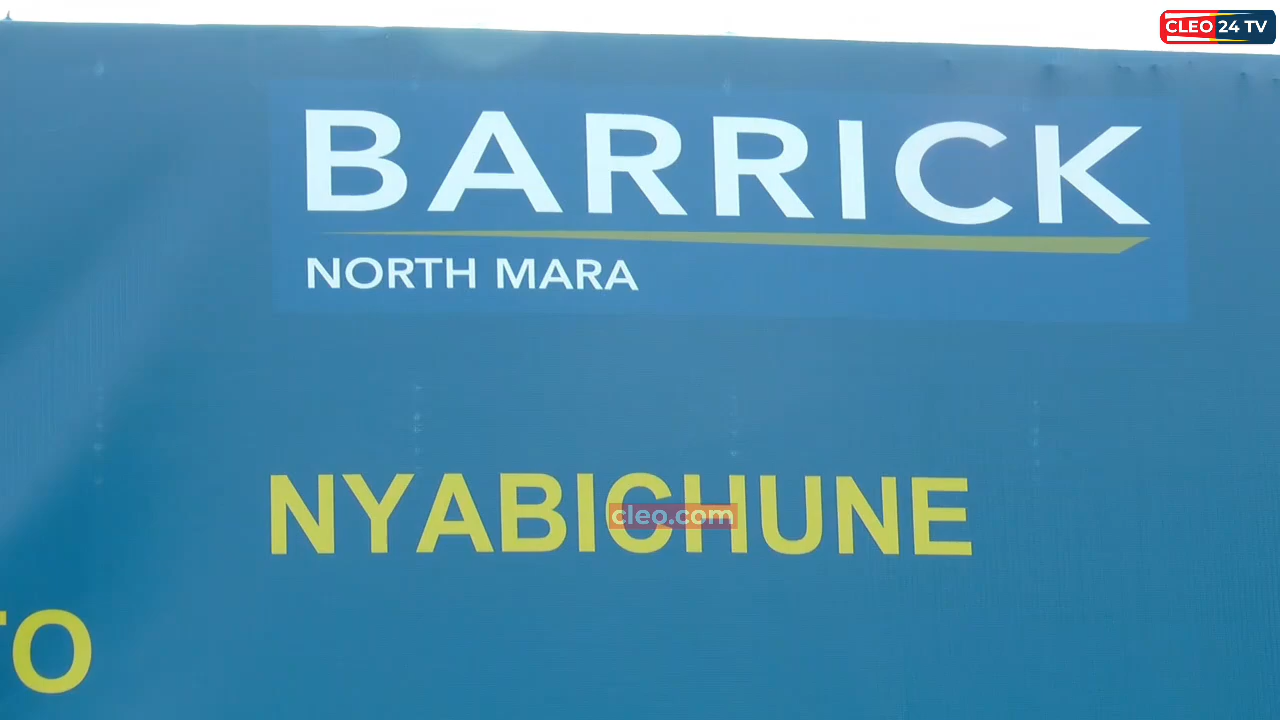 CLEO 24 TV
BARRICK
NORTH MARA
NYABICHUNE
cleo.com
TO